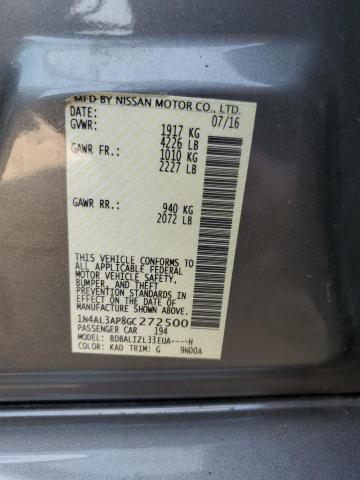 MFD BY NISSAN MOTOR CO., LTD.
DATE: 07/16
GVWR: 1917 KG
4226 LB
GAWR FR.: 1010 KG
2227 LB
GAWR RR.: 940 KG
2072 LB
THIS VEHICLE CONFORMS TO
ALL APPLICABLE FEDERAL
MOTOR VEHICLE SAFETY,
BUMPER, AND THEFT
PREVENTION STANDARDS IN
EFFECT ON THE DATE OF
MANUFACTURE SHOWN ABOVE.
1N4AL3AP8GC272500
PASSENGER CAR 194
MODEL: BDBALIZL33EUA----H
COLOR: KAD TRIM: G 9N00A